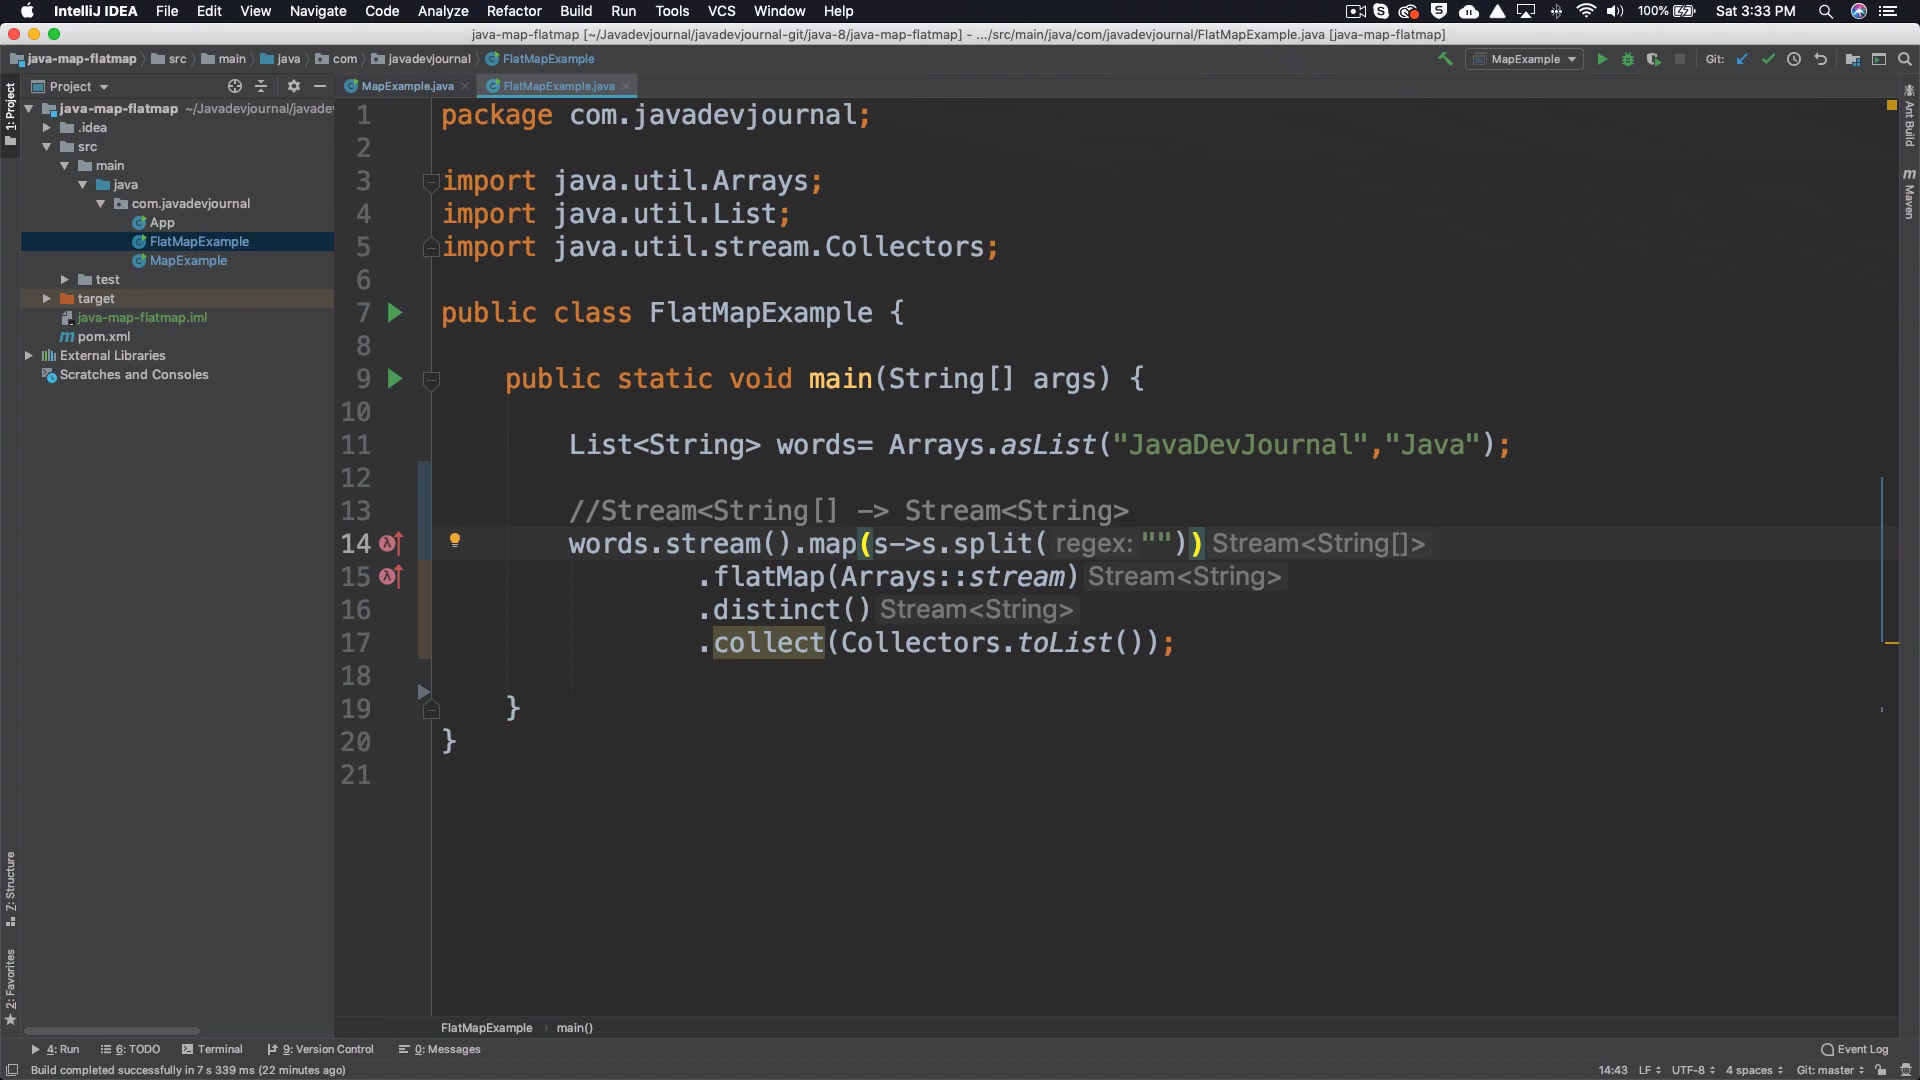 IntelliJ IDEA File Edit View Navigate Code Analyze Refactor Build Run Tools VCS Window Help 100% Sat 3:33 PM
java-map-flatmap [~/Javadevjournal/javadevjournal-git/java-8/java-map-flatmap] - .../src/main/java/com/javadevjournal/FlatMapExample.java [java-map-flatmap]
java-map-flatmap src main java com javadevjournal FlatMapExample MapExample Git:
1: Project
Project
MapExample.java FlatMapExample.java
java-map-flatmap ~/Javadevjournal/javade
.idea
src
main
java
com.javadevjournal
App
FlatMapExample
MapExample
test
target
java-map-flatmap.iml
pom.xml
External Libraries
Scratches and Consoles
1 package com.javadevjournal;
2
3 import java.util.Arrays;
4 import java.util.List;
5 import java.util.stream.Collectors;
6
7 public class FlatMapExample {
8
9 public static void main(String[] args) {
10
11 List<String> words= Arrays.asList("JavaDevJournal","Java");
12
13 //Stream<String[] -> Stream<String>
14 words.stream().map(s->s.split( regex: "")) Stream<String[]>
15 .flatMap(Arrays::stream) Stream<String>
16 .distinct() Stream<String>
17 .collect(Collectors.toList());
18
19 }
20 }
21
Ant Build
m Maven
7: Structure
2: Favorites
FlatMapExample main()
4: Run 6: TODO Terminal 9: Version Control 0: Messages Event Log
Build completed successfully in 7 s 339 ms (22 minutes ago) 14:43 LF UTF-8 4 spaces Git: master